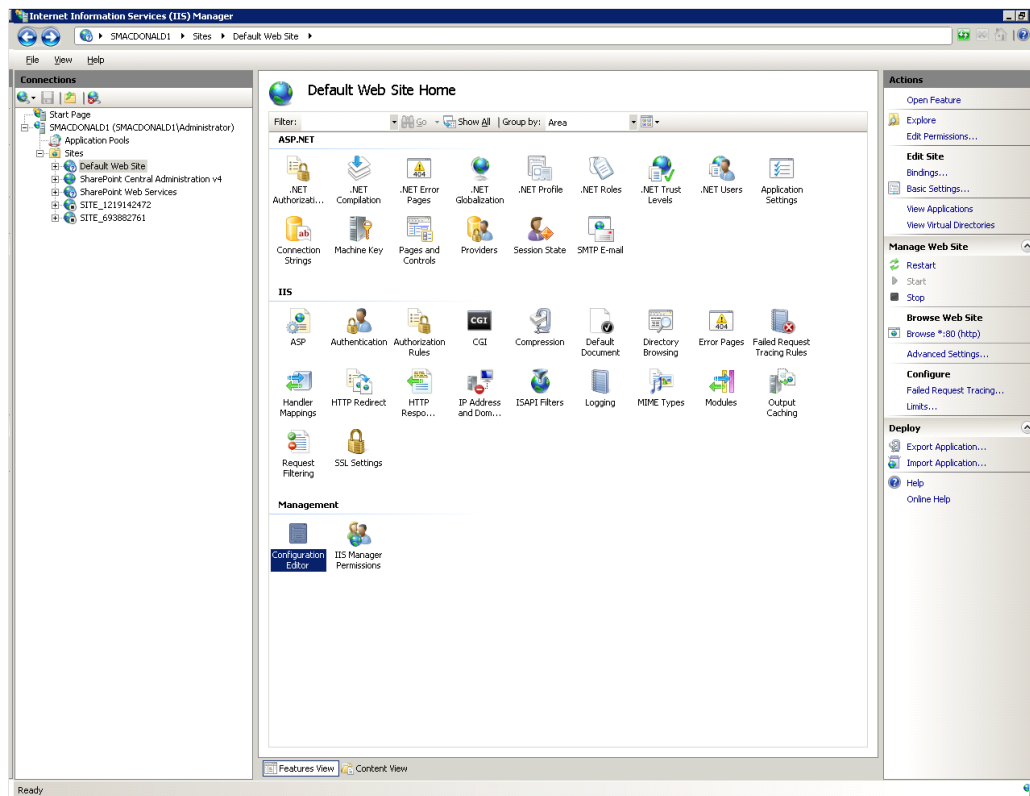 Internet Information Services (IIS) Manager
SMACDONALD1 Sites Default Web Site
File View Help
Connections
Start Page
SMACDONALD1 (SMACDONALD1\Administrator)
Application Pools
Sites
Default Web Site
SharePoint Central Administration v4
SharePoint Web Services
SITE_1219142472
SITE_693882761
Default Web Site Home
Filter: Go Show All Group by: Area
ASP.NET
.NET Authorizati...
.NET Compilation
.NET Error Pages
.NET Globalization
.NET Profile
.NET Roles
.NET Trust Levels
.NET Users
Application Settings
Connection Strings
Machine Key
Pages and Controls
Providers
Session State
SMTP E-mail
IIS
ASP
Authentication
Authorization Rules
CGI
Compression
Default Document
Directory Browsing
Error Pages
Failed Request Tracing Rules
Handler Mappings
HTTP Redirect
HTTP Respo...
IP Address and Dom...
ISAPI Filters
Logging
MIME Types
Modules
Output Caching
Request Filtering
SSL Settings
Management
Configuration Editor
IIS Manager Permissions
Features View Content View
Actions
Open Feature
Explore
Edit Permissions...
Edit Site
Bindings...
Basic Settings...
View Applications
View Virtual Directories
Manage Web Site
Restart
Start
Stop
Browse Web Site
Browse *:80 (http)
Advanced Settings...
Configure
Failed Request Tracing...
Limits...
Deploy
Export Application...
Import Application...
Help
Online Help
Ready